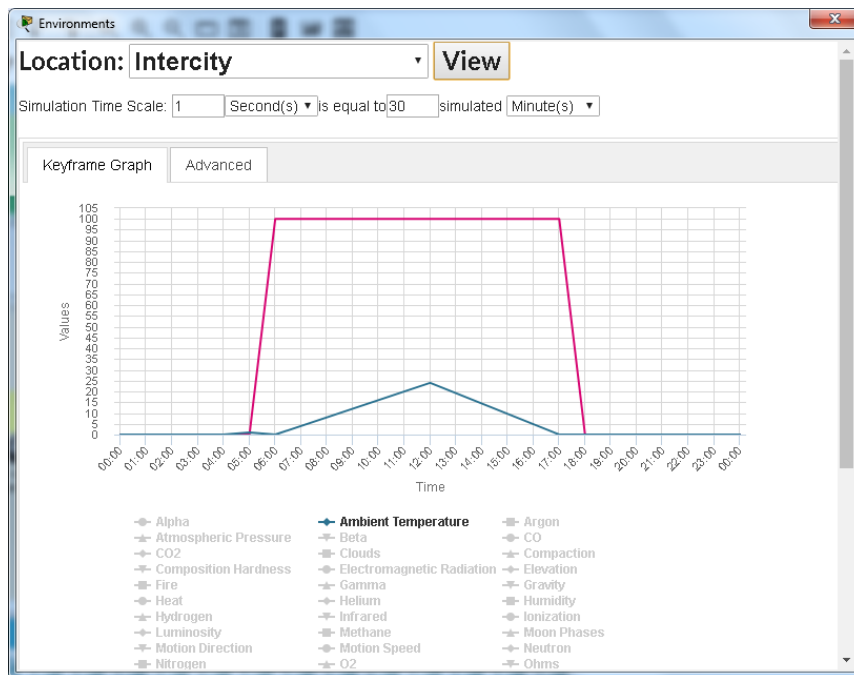 Environments
Location: Intercity View
Simulation Time Scale: 1 Second(s) is equal to 30 simulated Minute(s)
Keyframe Graph Advanced
105
100
95
90
85
80
75
70
65
60
55
50
45
40
35
30
25
20
15
10
5
0
Values
00:00 01:00 02:00 03:00 04:00 05:00 06:00 07:00 08:00 09:00 10:00 11:00 12:00 13:00 14:00 15:00 16:00 17:00 18:00 19:00 20:00 21:00 22:00 23:00 00:00
Time
Alpha Ambient Temperature Argon
Atmospheric Pressure Beta CO
CO2 Clouds Compaction
Composition Hardness Electromagnetic Radiation Elevation
Fire Gamma Gravity
Heat Helium Humidity
Hydrogen Infrared Ionization
Luminosity Methane Moon Phases
Motion Direction Motion Speed Neutron
Nitrogen O2 Ohms